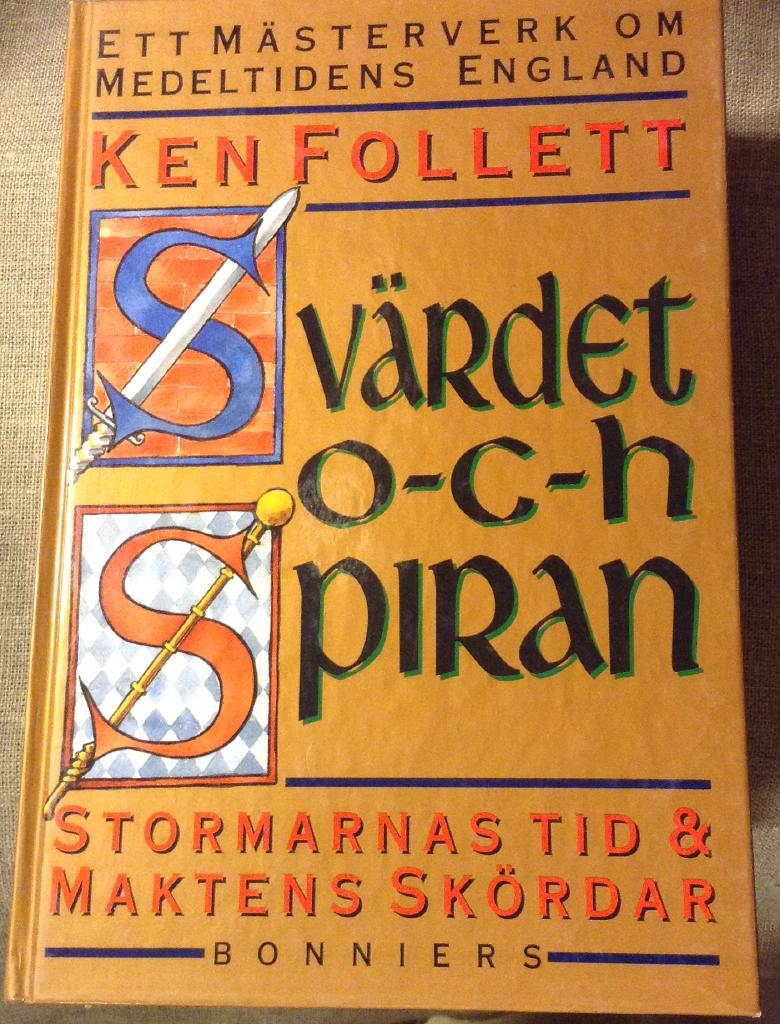 ETT MÄSTERVERK OM
MEDELTIDENS ENGLAND
KEN FOLLETT
SVÄRDET
O-C-H
SPIRAN
STORMARNAS TID &
MAKTENS SKÖRDAR
BONNIERS